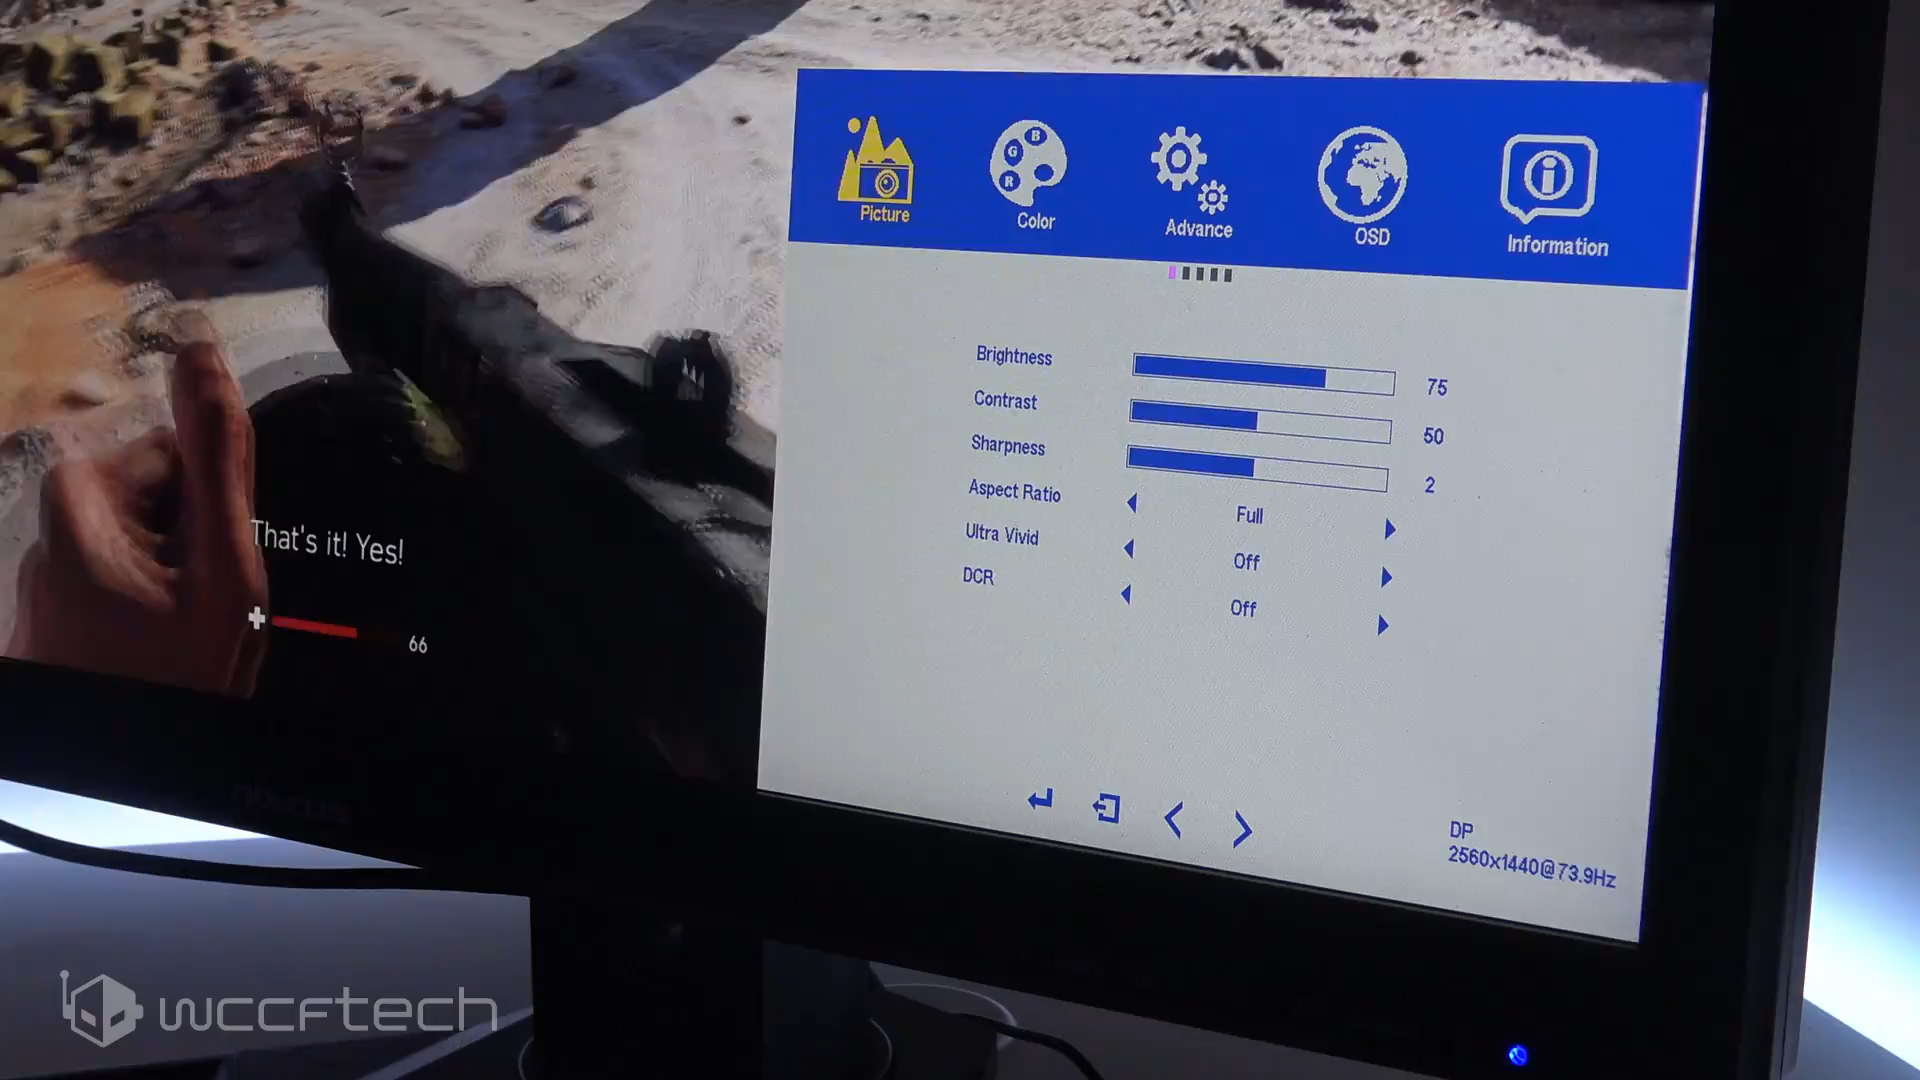 B
G
R
Picture
Color
Advance
OSD
Information
Brightness
75
Contrast
50
Sharpness
2
Aspect Ratio
Full
Ultra Vivid
Off
DCR
Off
That's it! Yes!
66
DP
2560x1440@73.9Hz
wccftech